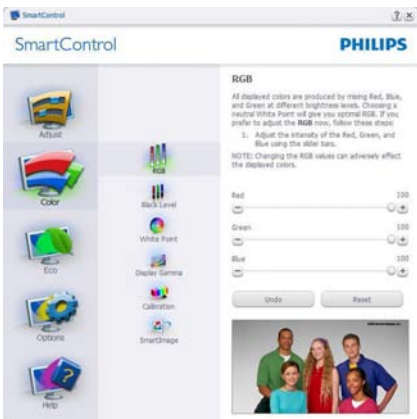 SmartControl
SmartControl
PHILIPS
Adjust
Color
Eco
Options
Help
RGB
Black Level
White Point
Display Gamma
Calibration
SmartImage
RGB
All displayed colors are produced by mixing Red, Blue,
and Green at different brightness levels. Choosing a
neutral White Point will give you optimal RGB. If you
prefer to adjust the RGB now, follow these steps:
1. Adjust the intensity of the Red, Green, and
Blue using the slider bars.
NOTE: Changing the RGB values can adversely effect
the displayed colors.
Red 100
Green 100
Blue 100
Undo Reset